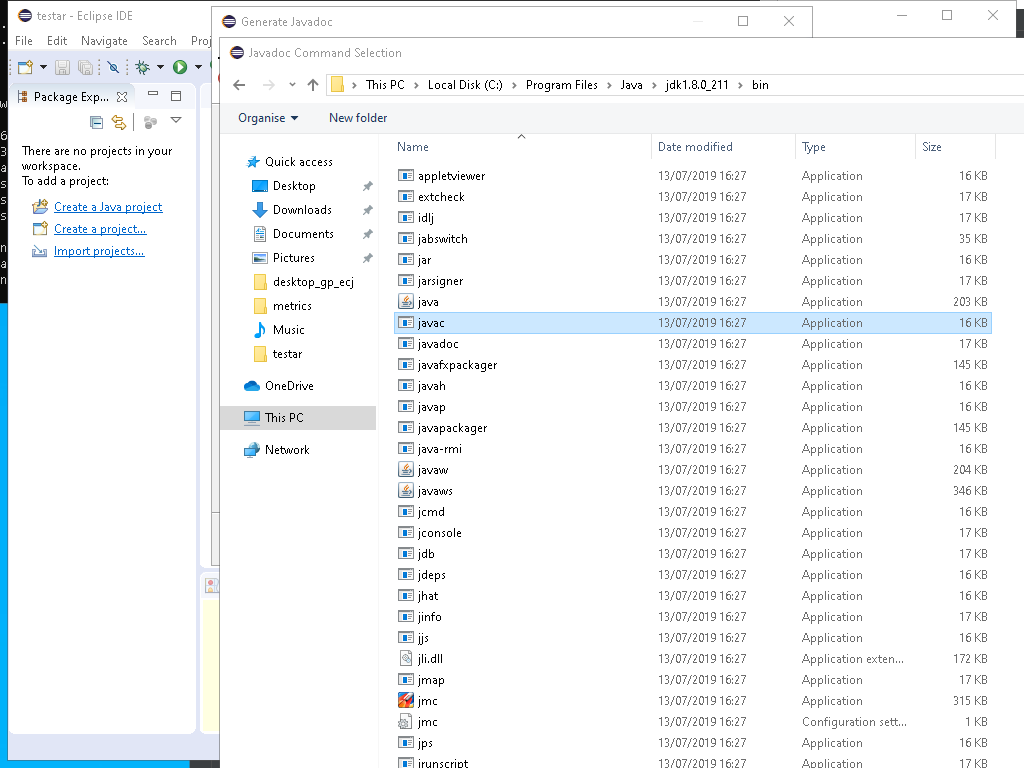 testar - Eclipse IDE
File Edit Navigate Search Proj
Package Exp...
There are no projects in your
workspace.
To add a project:
Create a Java project
Create a project...
Import projects...
Generate Javadoc
Javadoc Command Selection
This PC > Local Disk (C:) > Program Files > Java > jdk1.8.0_211 > bin
Organise New folder
Quick access
Desktop
Downloads
Documents
Pictures
desktop_gp_ecj
metrics
Music
testar
OneDrive
This PC
Network
Name Date modified Type Size
appletviewer 13/07/2019 16:27 Application 16 KB
extcheck 13/07/2019 16:27 Application 17 KB
idlj 13/07/2019 16:27 Application 17 KB
jabswitch 13/07/2019 16:27 Application 35 KB
jar 13/07/2019 16:27 Application 16 KB
jarsigner 13/07/2019 16:27 Application 17 KB
java 13/07/2019 16:27 Application 203 KB
javac 13/07/2019 16:27 Application 16 KB
javadoc 13/07/2019 16:27 Application 17 KB
javafxpackager 13/07/2019 16:27 Application 145 KB
javah 13/07/2019 16:27 Application 16 KB
javap 13/07/2019 16:27 Application 16 KB
javapackager 13/07/2019 16:27 Application 145 KB
java-rmi 13/07/2019 16:27 Application 16 KB
javaw 13/07/2019 16:27 Application 204 KB
javaws 13/07/2019 16:27 Application 346 KB
jcmd 13/07/2019 16:27 Application 16 KB
jconsole 13/07/2019 16:27 Application 17 KB
jdb 13/07/2019 16:27 Application 16 KB
jdeps 13/07/2019 16:27 Application 16 KB
jhat 13/07/2019 16:27 Application 16 KB
jinfo 13/07/2019 16:27 Application 17 KB
jjs 13/07/2019 16:27 Application 16 KB
jli.dll 13/07/2019 16:27 Application exten... 172 KB
jmap 13/07/2019 16:27 Application 17 KB
jmc 13/07/2019 16:27 Application 315 KB
jmc 13/07/2019 16:27 Configuration sett... 1 KB
jps 13/07/2019 16:27 Application 16 KB
jrunscript 13/07/2019 16:27 Application 17 KB